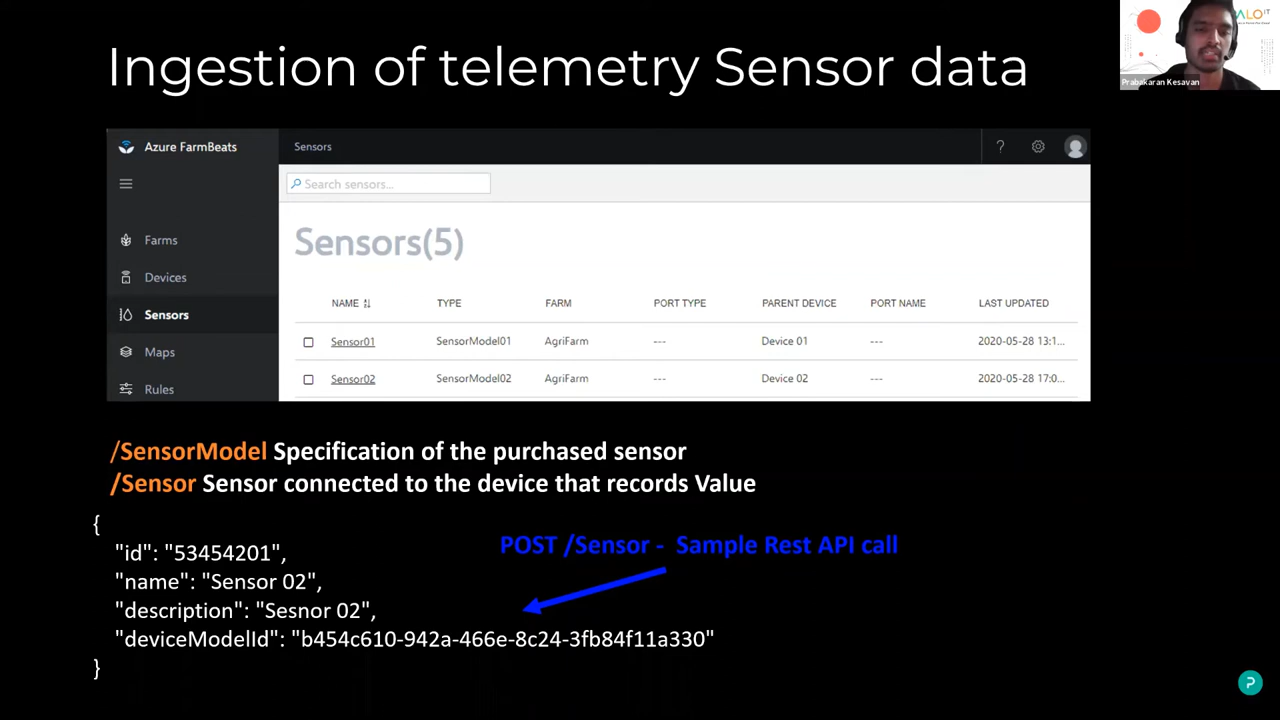 Ingestion of telemetry Sensor data
ALO IT
Prabakaran Kesavan
Azure FarmBeats
Sensors
?
Search sensors...
Farms
Devices
Sensors
Maps
Rules
Sensors(5)
NAME TYPE FARM PORT TYPE PARENT DEVICE PORT NAME LAST UPDATED
Sensor01 SensorModel01 AgriFarm --- Device 01 --- 2020-05-28 13:1...
Sensor02 SensorModel02 AgriFarm --- Device 02 --- 2020-05-28 17:0...
/SensorModel Specification of the purchased sensor
/Sensor Sensor connected to the device that records Value
{
"id": "53454201",
"name": "Sensor 02",
"description": "Sesnor 02",
"deviceModelId": "b454c610-942a-466e-8c24-3fb84f11a330"
}
POST /Sensor - Sample Rest API call
P